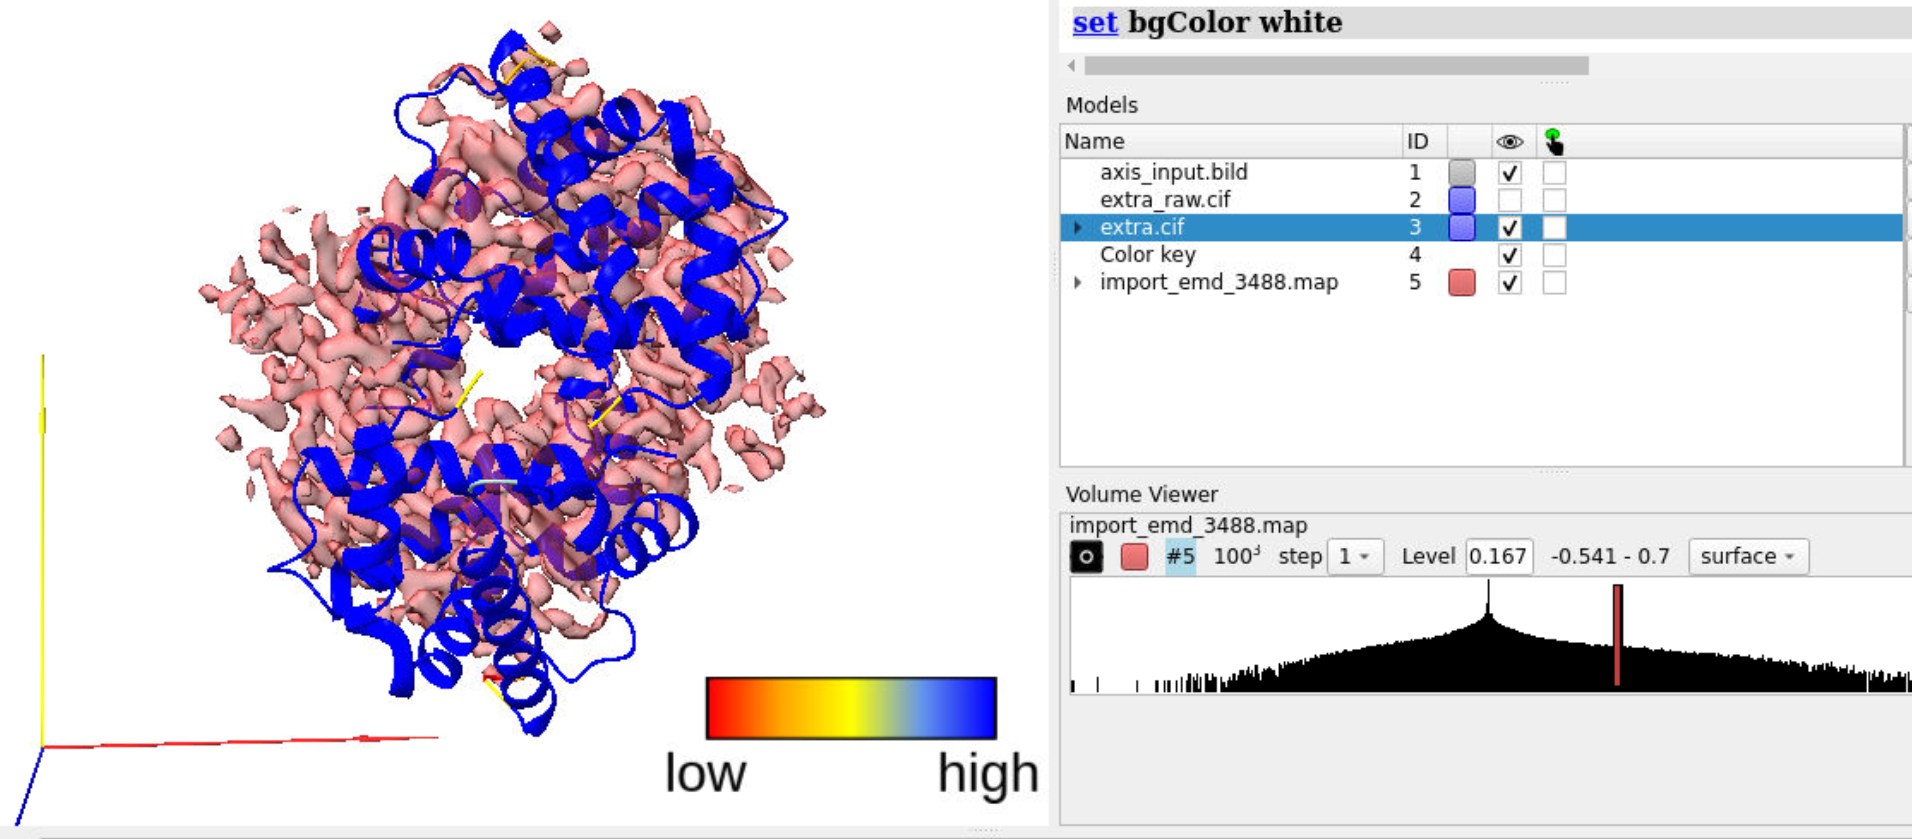 set bgColor white
Models
Name ID
axis_input.bild 1
extra_raw.cif 2
extra.cif 3
Color key 4
import_emd_3488.map 5
Volume Viewer
import_emd_3488.map
#5 100³ step 1 Level 0.167 -0.541 - 0.7 surface
low high